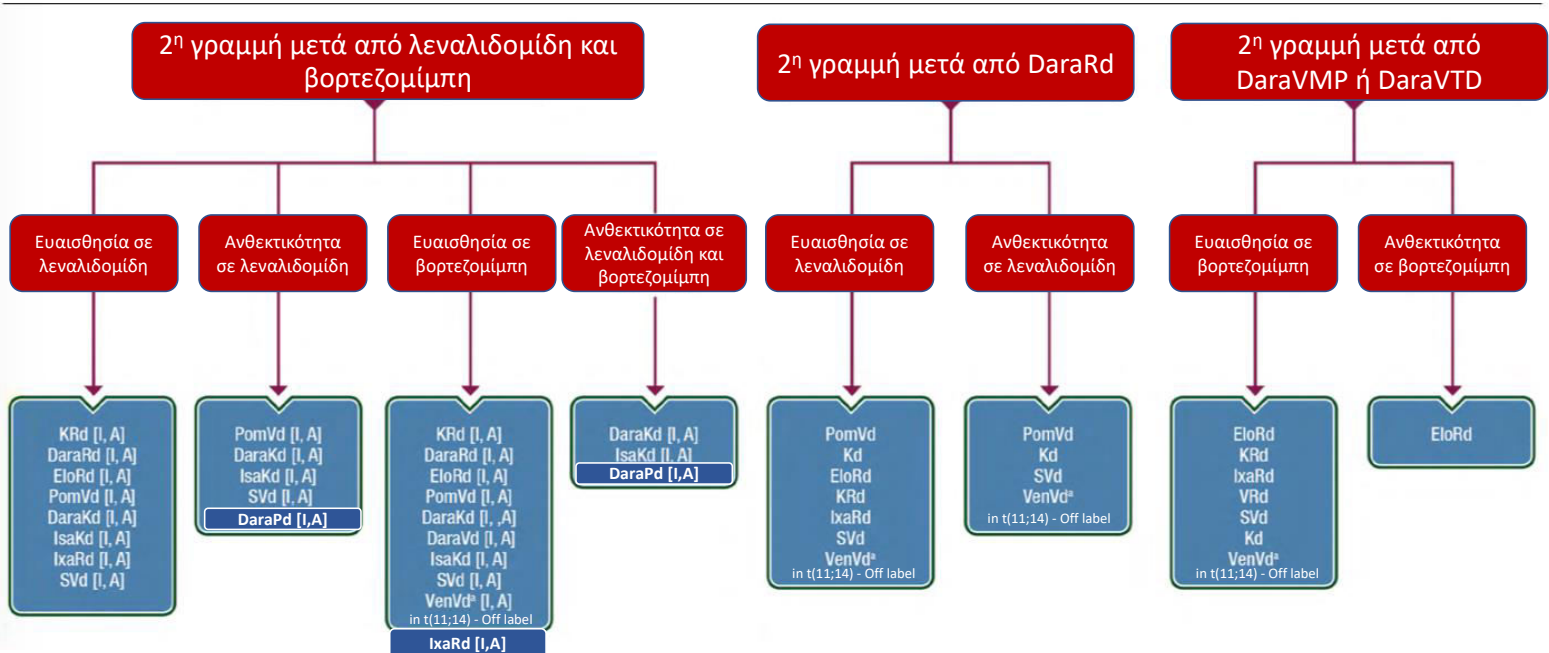 2η γραμμή μετά από λεναλιδομίδη και
βορτεζομίμπη
2η γραμμή μετά από DaraRd
2η γραμμή μετά από
DaraVMP ή DaraVTD
Ευαισθησία σε
λεναλιδομίδη
Ανθεκτικότητα
σε λεναλιδομίδη
Ευαισθησία σε
βορτεζομίμπη
Ανθεκτικότητα σε
λεναλιδομίδη και
βορτεζομίμπη
Ευαισθησία σε
λεναλιδομίδη
Ανθεκτικότητα
σε λεναλιδομίδη
Ευαισθησία σε
βορτεζομίμπη
Ανθεκτικότητα
σε βορτεζομίμπη
KRd [I, A]
DaraRd [I, A]
EloRd [I, A]
PomVd [I, A]
DaraKd [I, A]
IsaKd [I, A]
IxaRd [I, A]
SVd [I, A]
PomVd [I, A]
DaraKd [I, A]
IsaKd [I, A]
SVd [I, A]
DaraPd [I,A]
KRd [I, A]
DaraRd [I, A]
EloRd [I, A]
PomVd [I, A]
DaraKd [I, ,A]
DaraVd [I, A]
IsaKd [I, A]
SVd [I, A]
VenVdᵃ [I, A]
in t(11;14) - Off label
IxaRd [I,A]
DaraKd [I, A]
IsaKd [I, A]
DaraPd [I,A]
PomVd
Kd
EloRd
KRd
IxaRd
SVd
VenVdᵃ
in t(11;14) - Off label
PomVd
Kd
SVd
VenVdᵃ
in t(11;14) - Off label
EloRd
KRd
IxaRd
VRd
SVd
Kd
VenVdᵃ
in t(11;14) - Off label
EloRd